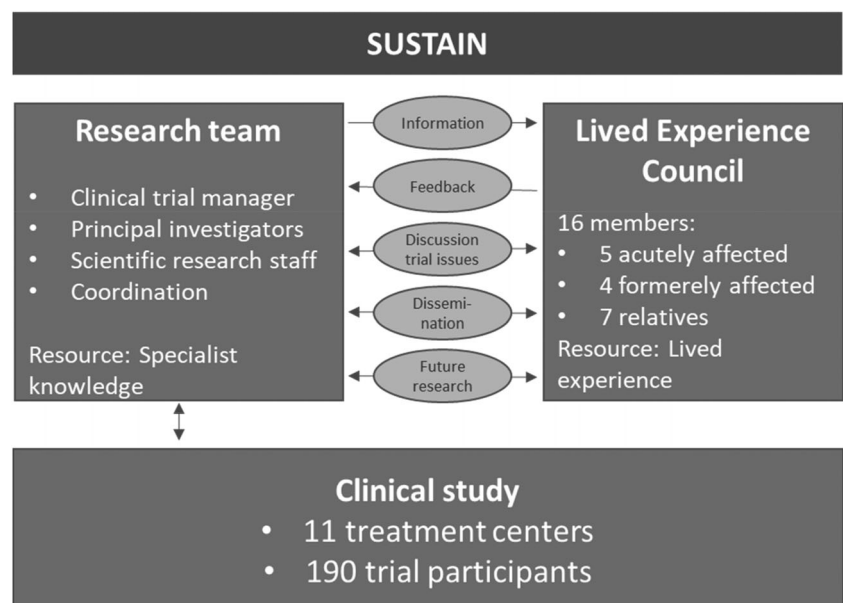 SUSTAIN
Research team
• Clinical trial manager
• Principal investigators
• Scientific research staff
• Coordination
Resource: Specialist
knowledge
Information
Feedback
Discussion
trial issues
Dissemi-
nation
Future
research
Lived Experience
Council
16 members:
• 5 acutely affected
• 4 formerely affected
• 7 relatives
Resource: Lived
experience
Clinical study
• 11 treatment centers
• 190 trial participants